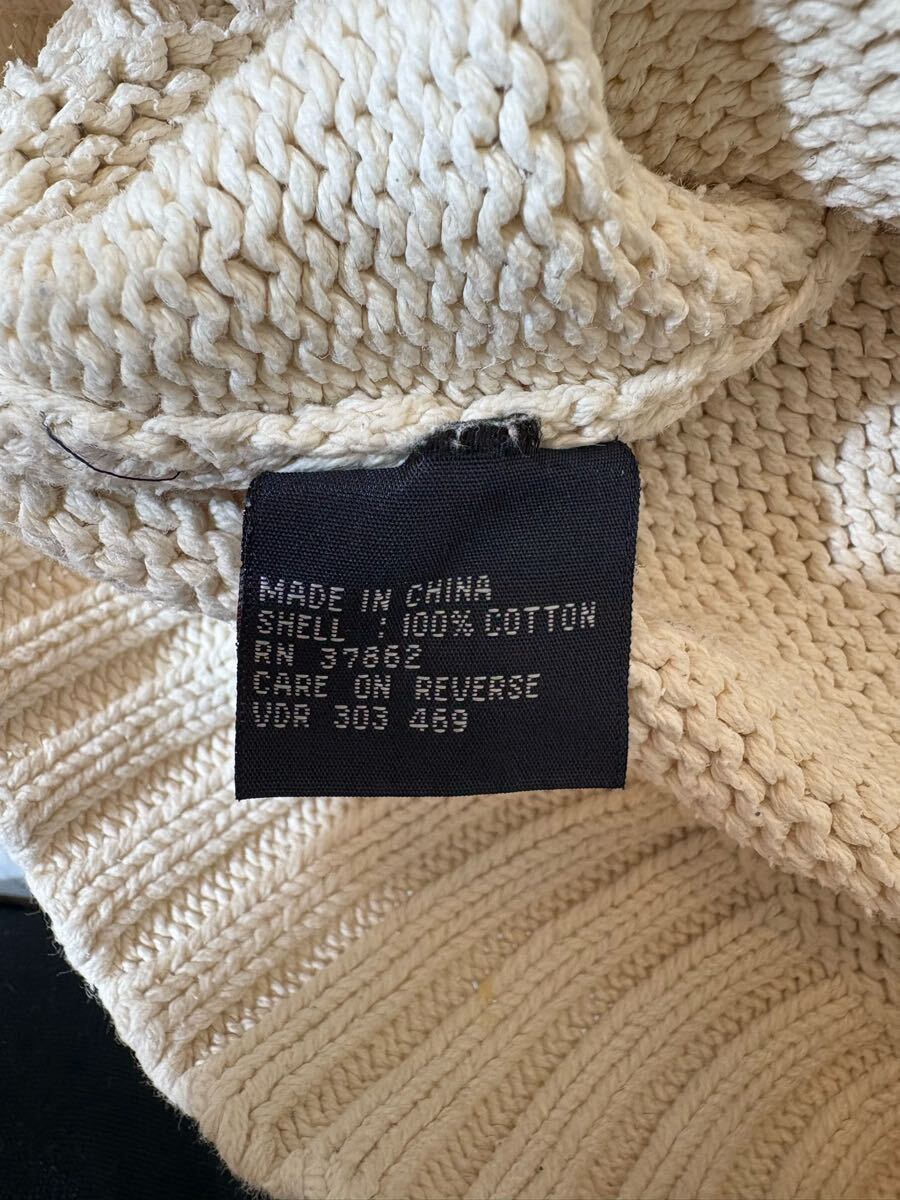 MADE IN CHINA
SHELL : 100% COTTON
RN 37862
CARE ON REVERSE
VDR 303 469